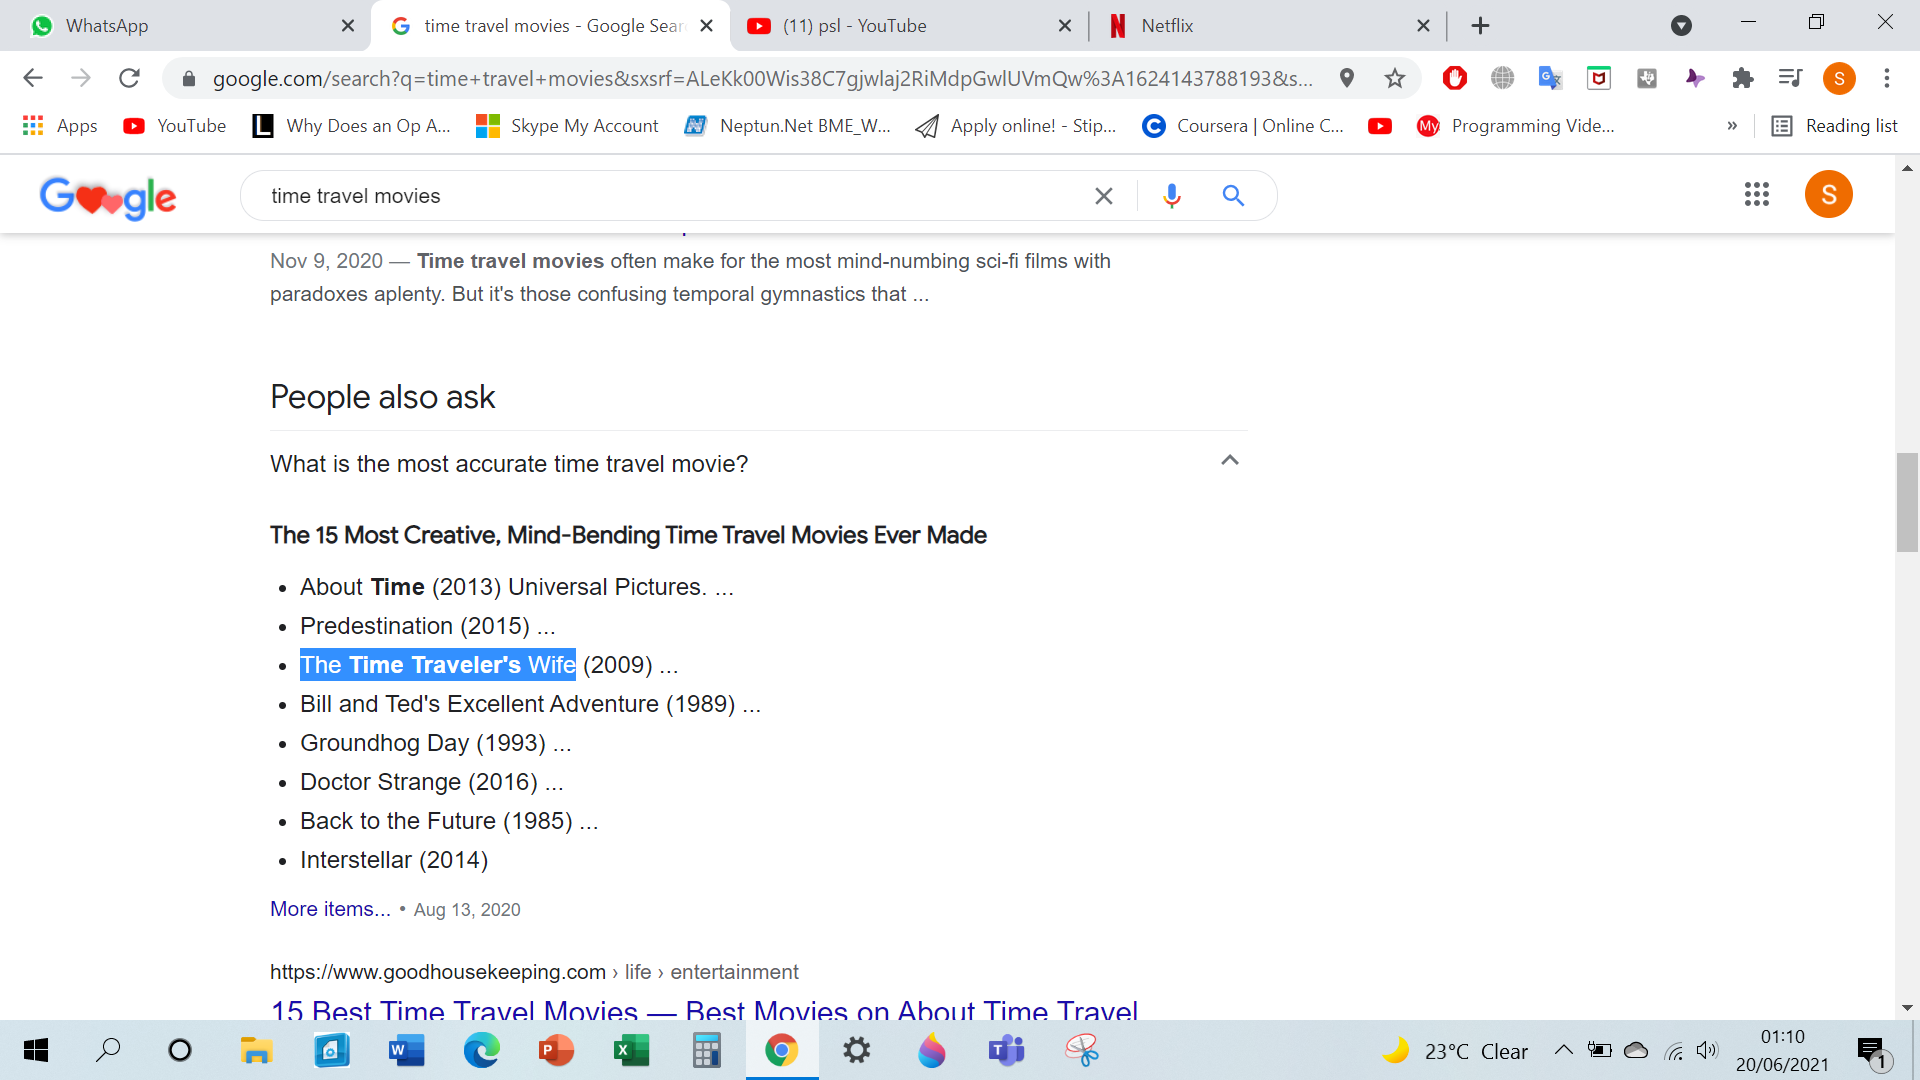 WhatsApp
time travel movies - Google Sear
(11) psl - YouTube
Netflix
google.com/search?q=time+travel+movies&sxsrf=ALeKk00Wis38C7gjwlaj2RiMdpGwlUVmQw%3A1624143788193&s...
S
Apps
YouTube
L
Why Does an Op A...
Skype My Account
Neptun.Net BME_W...
Apply online! - Stip...
Coursera | Online C...
My
Programming Vide...
»
Reading list
Google
time travel movies
S
Nov 9, 2020 — Time travel movies often make for the most mind-numbing sci-fi films with
paradoxes aplenty. But it's those confusing temporal gymnastics that ...
People also ask
What is the most accurate time travel movie?
The 15 Most Creative, Mind-Bending Time Travel Movies Ever Made
• About Time (2013) Universal Pictures. ...
• Predestination (2015) ...
• The Time Traveler's Wife (2009) ...
• Bill and Ted's Excellent Adventure (1989) ...
• Groundhog Day (1993) ...
• Doctor Strange (2016) ...
• Back to the Future (1985) ...
• Interstellar (2014)
More items... • Aug 13, 2020
https://www.goodhousekeeping.com › life › entertainment
15 Best Time Travel Movies — Best Movies on About Time Travel
23°C Clear
01:10
20/06/2021
1